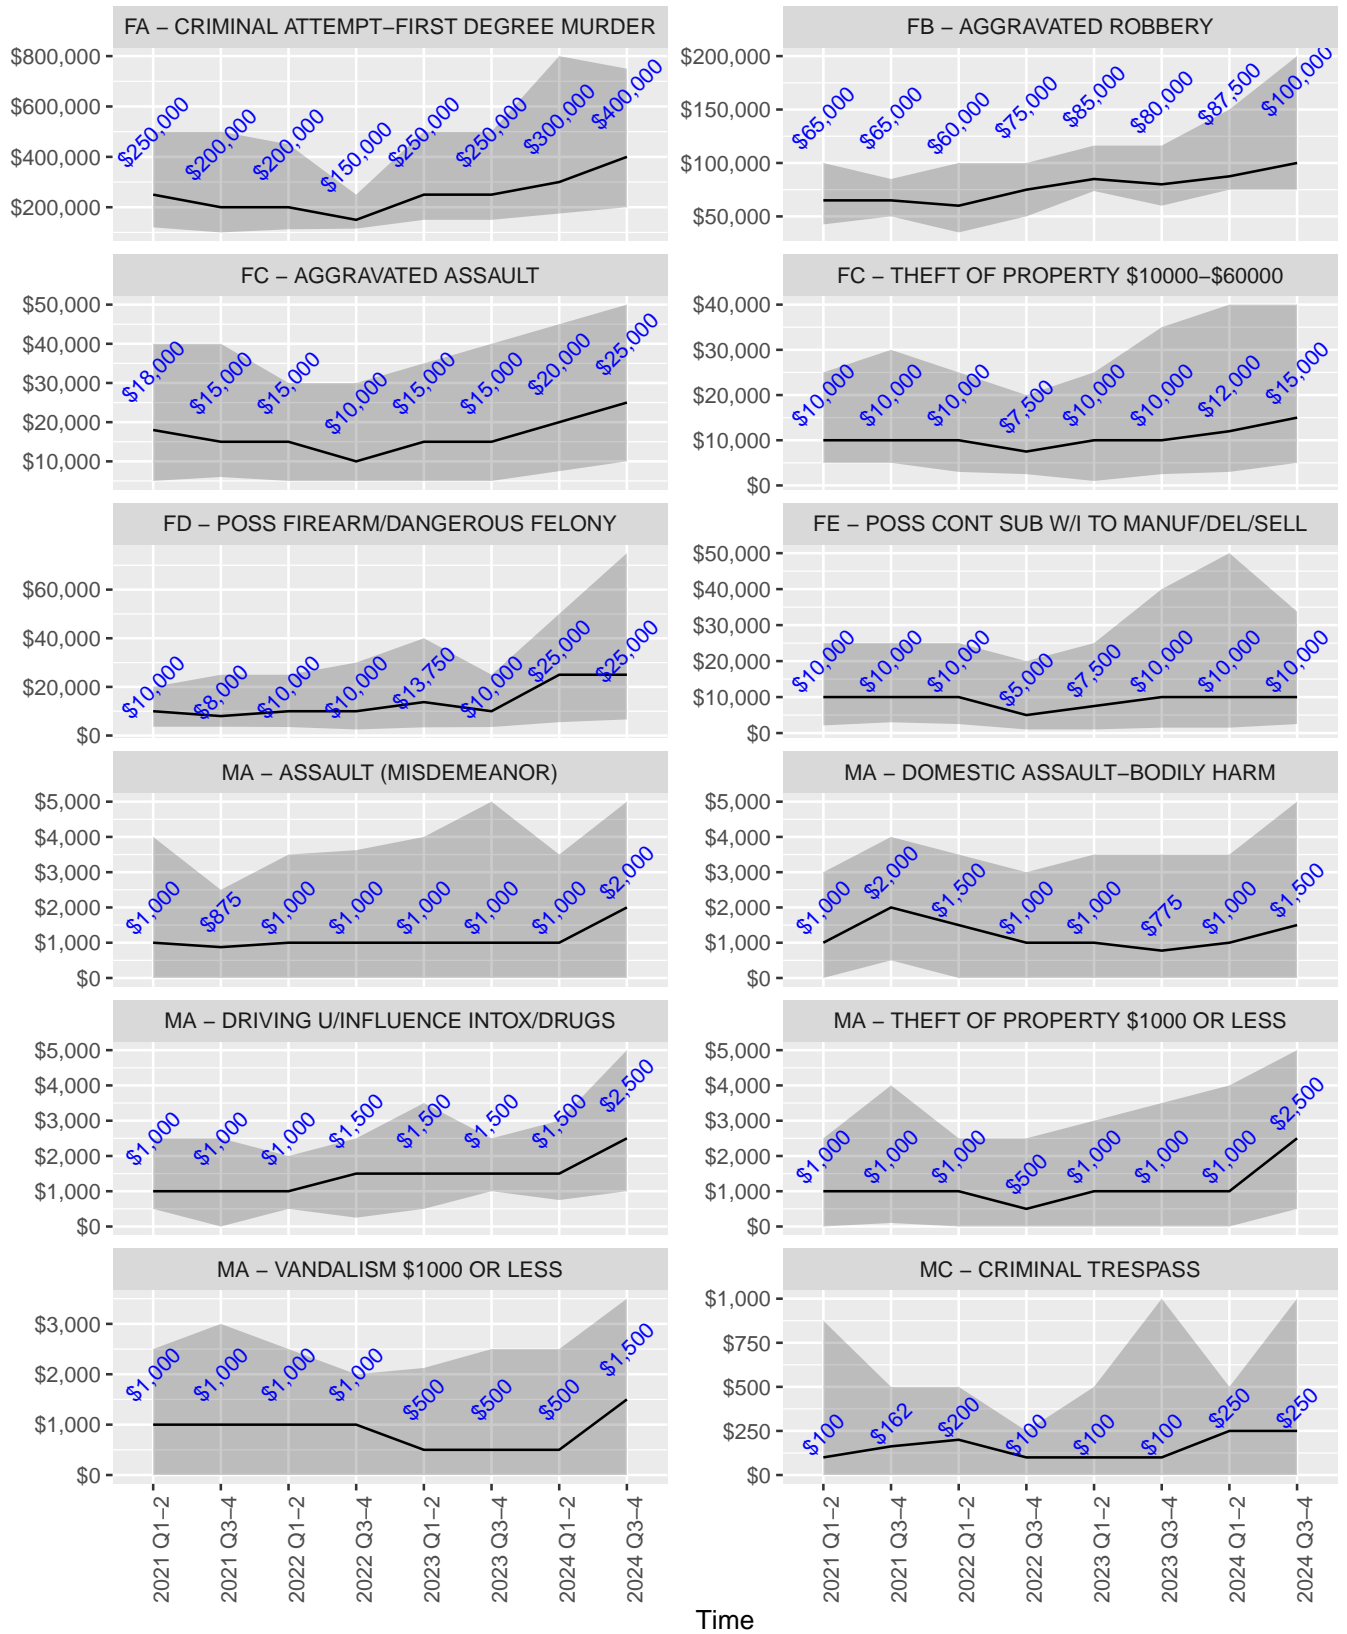 FA – CRIMINAL ATTEMPT–FIRST DEGREE MURDER
$800,000
$600,000
$400,000
$200,000
$250,000 $200,000 $200,000 $150,000 $250,000 $250,000 $300,000 $400,000
FB – AGGRAVATED ROBBERY
$200,000
$150,000
$100,000
$50,000
$65,000 $65,000 $60,000 $75,000 $85,000 $80,000 $87,500 $100,000
FC – AGGRAVATED ASSAULT
$50,000
$40,000
$30,000
$20,000
$10,000
$18,000 $15,000 $15,000 $10,000 $15,000 $15,000 $20,000 $25,000
FC – THEFT OF PROPERTY $10000–$60000
$40,000
$30,000
$20,000
$10,000
$0
$10,000 $10,000 $10,000 $7,500 $10,000 $10,000 $12,000 $15,000
FD – POSS FIREARM/DANGEROUS FELONY
$60,000
$40,000
$20,000
$0
$10,000 $8,000 $10,000 $10,000 $13,750 $10,000 $25,000 $25,000
FE – POSS CONT SUB W/I TO MANUF/DEL/SELL
$50,000
$40,000
$30,000
$20,000
$10,000
$0
$10,000 $10,000 $10,000 $5,000 $7,500 $10,000 $10,000 $10,000
MA – ASSAULT (MISDEMEANOR)
$5,000
$4,000
$3,000
$2,000
$1,000
$0
$1,000 $875 $1,000 $1,000 $1,000 $1,000 $1,000 $2,000
MA – DOMESTIC ASSAULT–BODILY HARM
$5,000
$4,000
$3,000
$2,000
$1,000
$0
$1,000 $2,000 $1,500 $1,000 $1,000 $775 $1,000 $1,500
MA – DRIVING U/INFLUENCE INTOX/DRUGS
$5,000
$4,000
$3,000
$2,000
$1,000
$0
$1,000 $1,000 $1,000 $1,500 $1,500 $1,500 $1,500 $2,500
MA – THEFT OF PROPERTY $1000 OR LESS
$5,000
$4,000
$3,000
$2,000
$1,000
$0
$1,000 $1,000 $1,000 $500 $1,000 $1,000 $1,000 $2,500
MA – VANDALISM $1000 OR LESS
$3,000
$2,000
$1,000
$0
$1,000 $1,000 $1,000 $1,000 $500 $500 $500 $1,500
MC – CRIMINAL TRESPASS
$1,000
$750
$500
$250
$0
$100 $162 $200 $100 $100 $100 $250 $250
2021 Q1–2
2021 Q3–4
2022 Q1–2
2022 Q3–4
2023 Q1–2
2023 Q3–4
2024 Q1–2
2024 Q3–4
2021 Q1–2
2021 Q3–4
2022 Q1–2
2022 Q3–4
2023 Q1–2
2023 Q3–4
2024 Q1–2
2024 Q3–4
Time